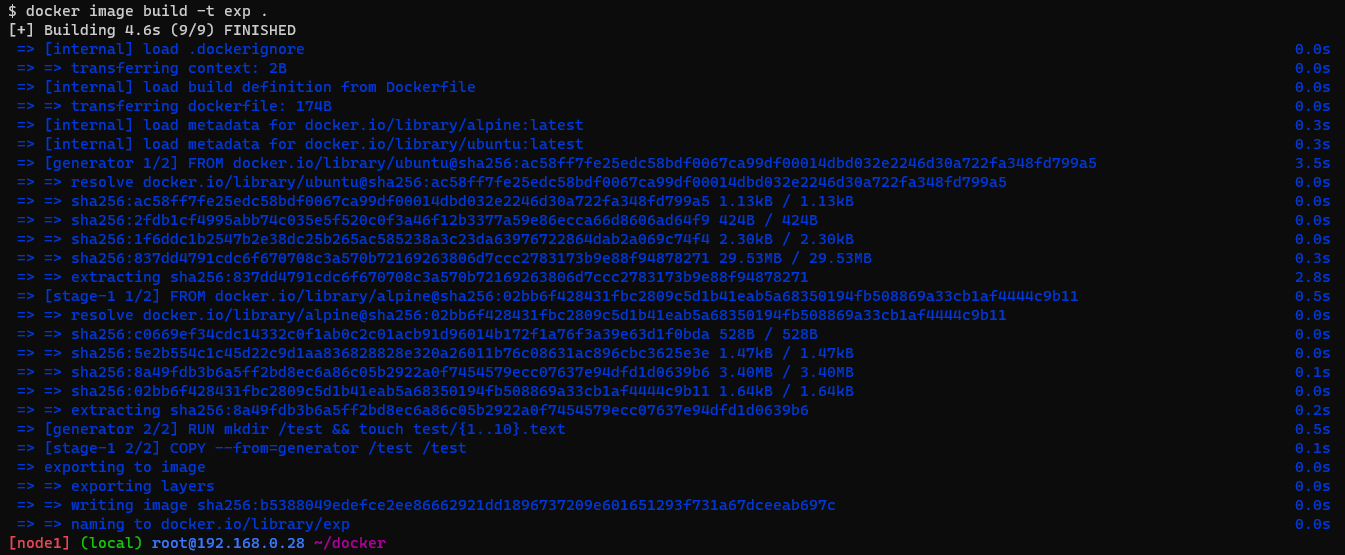 $ docker image build -t exp .
[+] Building 4.6s (9/9) FINISHED
=> [internal] load .dockerignore 0.0s
=> => transferring context: 2B 0.0s
=> [internal] load build definition from Dockerfile 0.0s
=> => transferring dockerfile: 174B 0.0s
=> [internal] load metadata for docker.io/library/alpine:latest 0.3s
=> [internal] load metadata for docker.io/library/ubuntu:latest 0.3s
=> [generator 1/2] FROM docker.io/library/ubuntu@sha256:ac58ff7fe25edc58bdf0067ca99df00014dbd032e2246d30a722fa348fd799a5 3.5s
=> => resolve docker.io/library/ubuntu@sha256:ac58ff7fe25edc58bdf0067ca99df00014dbd032e2246d30a722fa348fd799a5 0.0s
=> => sha256:ac58ff7fe25edc58bdf0067ca99df00014dbd032e2246d30a722fa348fd799a5 1.13kB / 1.13kB 0.0s
=> => sha256:2fdb1cf4995abb74c035e5f520c0f3a46f12b3377a59e86ecca66d8606ad64f9 424B / 424B 0.0s
=> => sha256:1f6ddc1b2547b2e38dc25b265ac585238a3c23da63976722864dab2a069c74f4 2.30kB / 2.30kB 0.0s
=> => sha256:837dd4791cdc6f670708c3a570b72169263806d7ccc2783173b9e88f94878271 29.53MB / 29.53MB 0.3s
=> => extracting sha256:837dd4791cdc6f670708c3a570b72169263806d7ccc2783173b9e88f94878271 2.8s
=> [stage-1 1/2] FROM docker.io/library/alpine@sha256:02bb6f428431fbc2809c5d1b41eab5a68350194fb508869a33cb1af4444c9b11 0.5s
=> => resolve docker.io/library/alpine@sha256:02bb6f428431fbc2809c5d1b41eab5a68350194fb508869a33cb1af4444c9b11 0.0s
=> => sha256:c0669ef34cdc14332c0f1ab0c2c01acb91d96014b172f1a76f3a39e63d1f0bda 528B / 528B 0.0s
=> => sha256:5e2b554c1c45d22c9d1aa836828828e320a26011b76c08631ac896cbc3625e3e 1.47kB / 1.47kB 0.0s
=> => sha256:8a49fdb3b6a5ff2bd8ec6a86c05b2922a0f7454579ecc07637e94dfd1d0639b6 3.40MB / 3.40MB 0.1s
=> => sha256:02bb6f428431fbc2809c5d1b41eab5a68350194fb508869a33cb1af4444c9b11 1.64kB / 1.64kB 0.0s
=> => extracting sha256:8a49fdb3b6a5ff2bd8ec6a86c05b2922a0f7454579ecc07637e94dfd1d0639b6 0.2s
=> [generator 2/2] RUN mkdir /test && touch test/{1..10}.text 0.5s
=> [stage-1 2/2] COPY --from=generator /test /test 0.1s
=> exporting to image 0.0s
=> => exporting layers 0.0s
=> => writing image sha256:b5388049edefce2ee86662921dd1896737209e601651293f731a67dceeab697c 0.0s
=> => naming to docker.io/library/exp 0.0s
[node1] (local) root@192.168.0.28 ~/docker